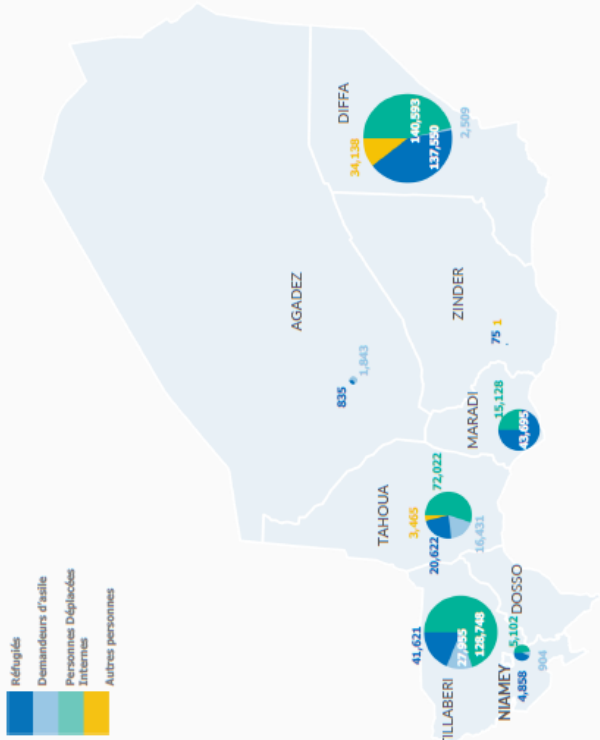 Réfugiés
Demandeurs d'asile
Personnes Déplacées
Internes
Autres personnes
AGADEZ
835
1,843
DIFFA
34,138
140,593
137,550
2,509
ZINDER
75 1
MARADI
15,128
43,695
TAHOUA
3,465
72,022
20,622
16,431
TILLABERI
41,621
27,955
128,748
NIAMEY
4,858
904
5,102
DOSSO